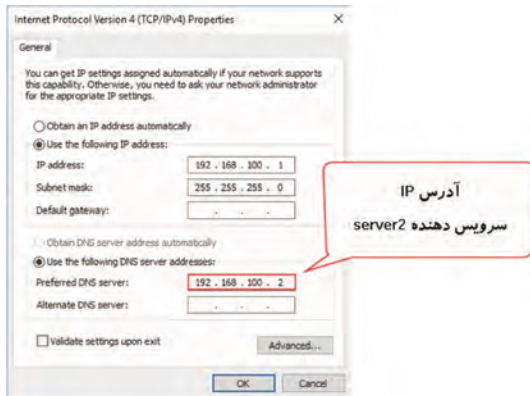 Internet Protocol Version 4 (TCP/IPv4) Properties
General
You can get IP settings assigned automatically if your network supports
this capability. Otherwise, you need to ask your network administrator
for the appropriate IP settings.
Obtain an IP address automatically
Use the following IP address:
IP address: 192 . 168 . 100 . 1
Subnet mask: 255 . 255 . 255 . 0
Default gateway: . . .
Obtain DNS server address automatically
Use the following DNS server addresses:
Preferred DNS server: 192 . 168 . 100 . 2
Alternate DNS server: . . .
Validate settings upon exit
Advanced...
OK Cancel
آدرس IP
سرویس دهنده server2